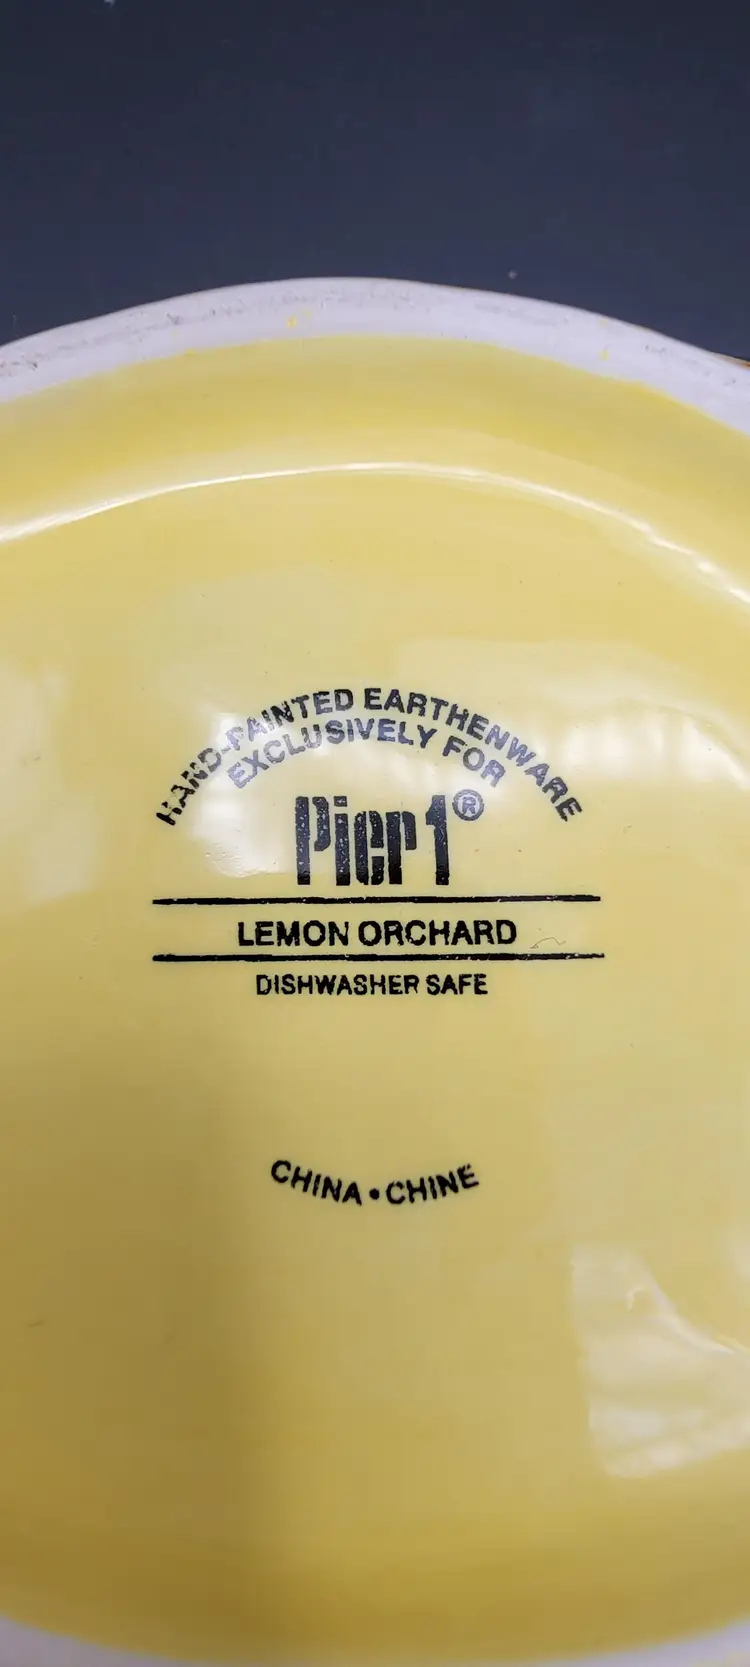 HAND-PAINTED EARTHENWARE
EXCLUSIVELY FOR
Pier 1®
LEMON ORCHARD
DISHWASHER SAFE
CHINA • CHINE